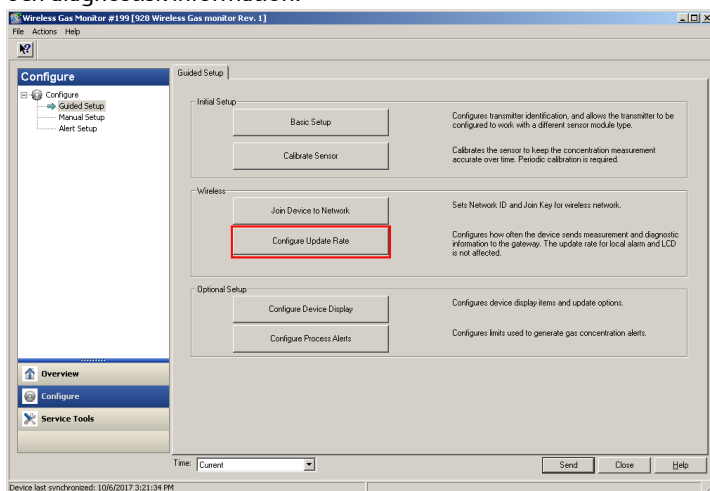 och diagnostisk information.
Wireless Gas Monitor #199 [928 Wireless Gas monitor Rev. 1]
File Actions Help
Configure
Configure
Guided Setup
Manual Setup
Alert Setup
Overview
Configure
Service Tools
Guided Setup
Initial Setup
Basic Setup
Configures transmitter identification, and allows the transmitter to be
configured to work with a different sensor module type.
Calibrate Sensor
Calibrates the sensor to keep the concentration measurement
accurate over time. Periodic calibration is required.
Wireless
Join Device to Network
Sets Network ID and Join Key for wireless network.
Configure Update Rate
Configures how often the device sends measurement and diagnostic
information to the gateway. The update rate for local alarm and LCD
is not affected.
Optional Setup
Configure Device Display
Configures device display items and update options.
Configure Process Alerts
Configures limits used to generate gas concentration alerts.
Time: Current
Send Close Help
Device last synchronized: 10/6/2017 3:21:34 PM